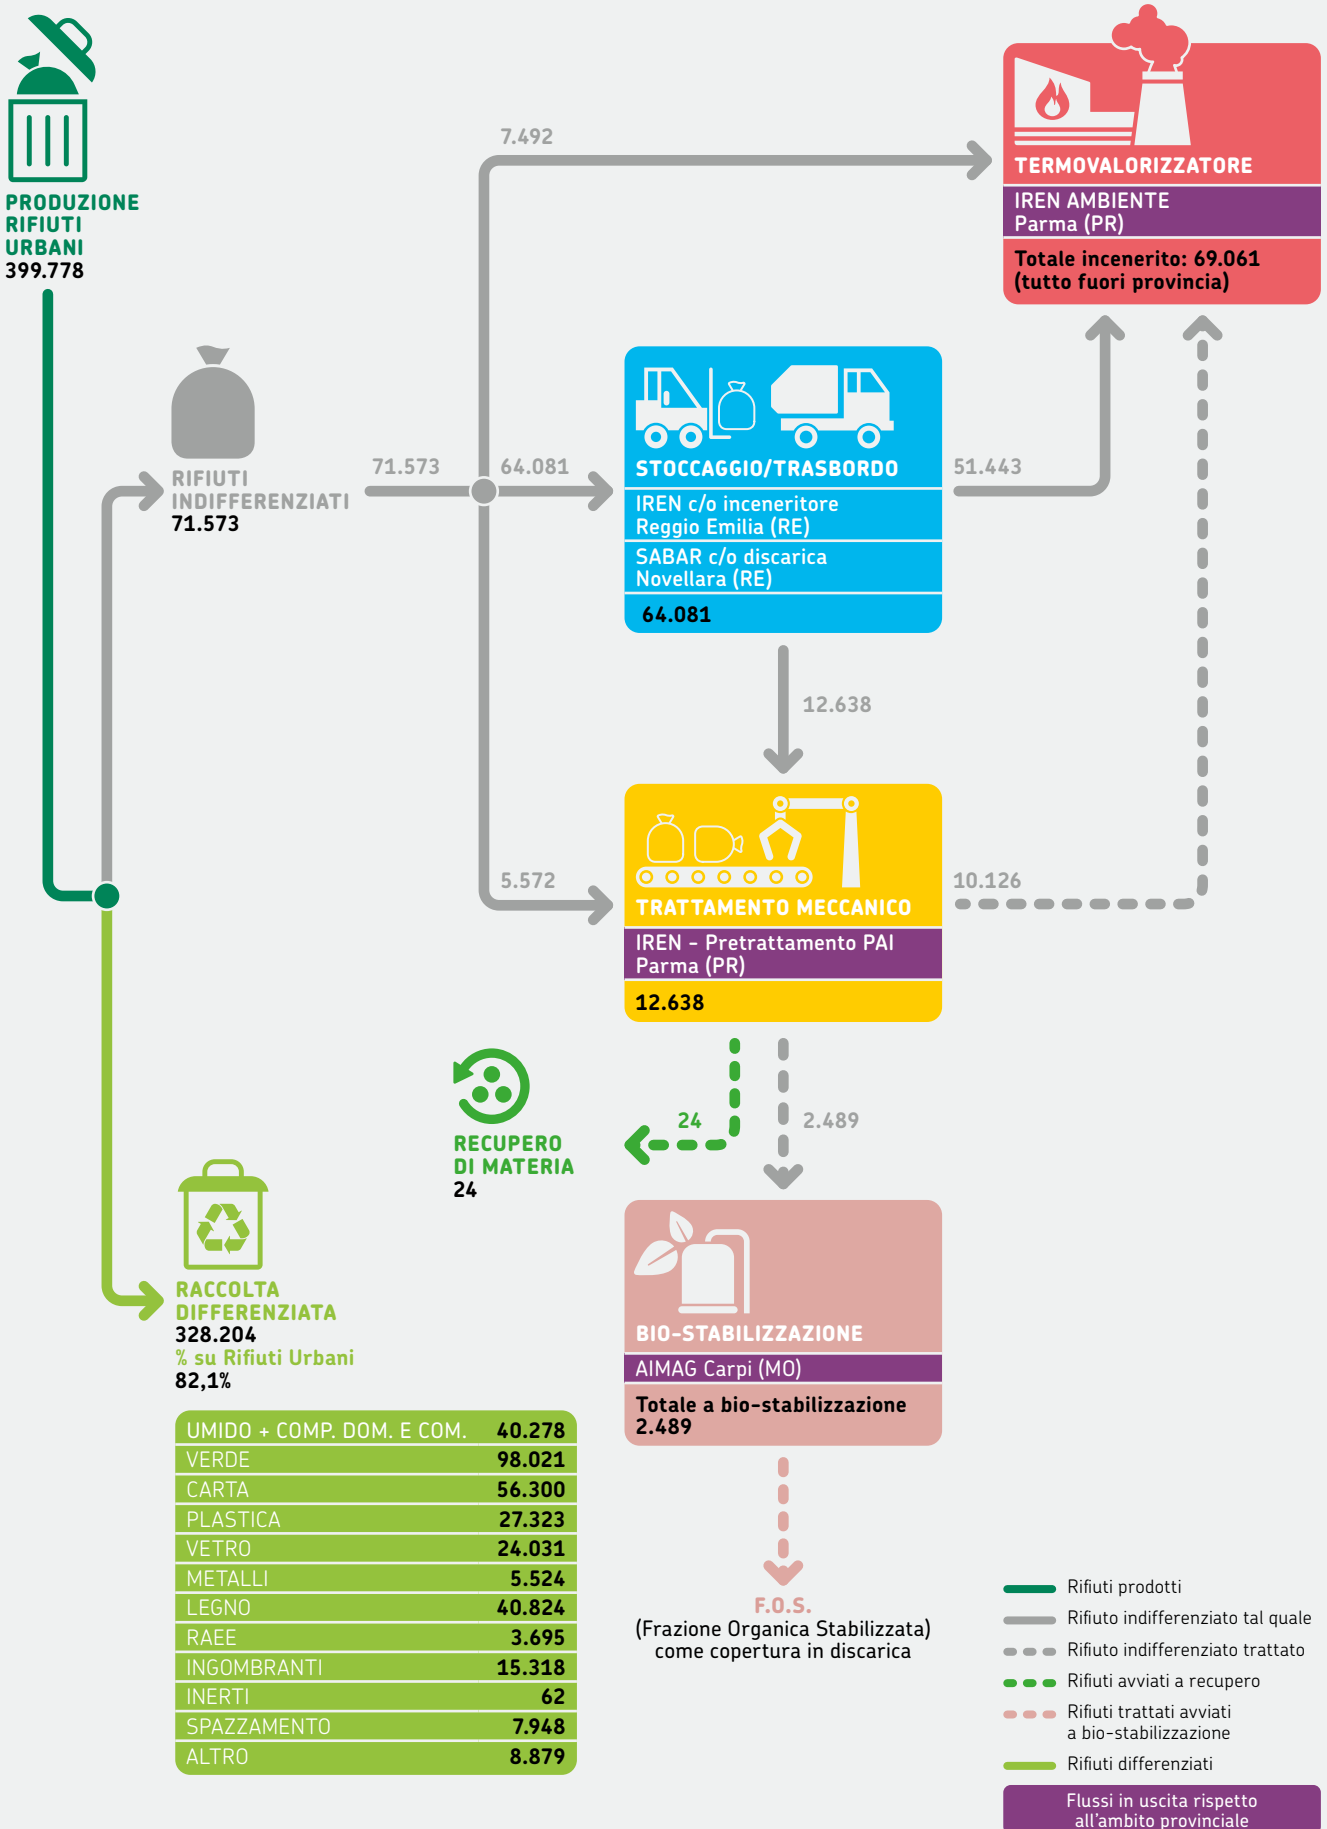 PRODUZIONE
RIFIUTI
URBANI
399.778
RIFIUTI
INDIFFERENZIATI
71.573
71.573
7.492
64.081
5.572
TERMOVALORIZZATORE
IREN AMBIENTE
Parma (PR)
Totale incenerito: 69.061
(tutto fuori provincia)
STOCCAGGIO/TRASBORDO
IREN c/o inceneritore
Reggio Emilia (RE)
SABAR c/o discarica
Novellara (RE)
64.081
51.443
12.638
TRATTAMENTO MECCANICO
IREN - Pretrattamento PAI
Parma (PR)
12.638
10.126
24
2.489
RECUPERO
DI MATERIA
24
BIO-STABILIZZAZIONE
AIMAG Carpi (MO)
Totale a bio-stabilizzazione
2.489
F.O.S.
(Frazione Organica Stabilizzata)
come copertura in discarica
RACCOLTA
DIFFERENZIATA
328.204
% su Rifiuti Urbani
82,1%
UMIDO + COMP. DOM. E COM. 40.278
VERDE 98.021
CARTA 56.300
PLASTICA 27.323
VETRO 24.031
METALLI 5.524
LEGNO 40.824
RAEE 3.695
INGOMBRANTI 15.318
INERTI 62
SPAZZAMENTO 7.948
ALTRO 8.879
Rifiuti prodotti
Rifiuto indifferenziato tal quale
Rifiuto indifferenziato trattato
Rifiuti avviati a recupero
Rifiuti trattati avviati
a bio-stabilizzazione
Rifiuti differenziati
Flussi in uscita rispetto
all'ambito provinciale